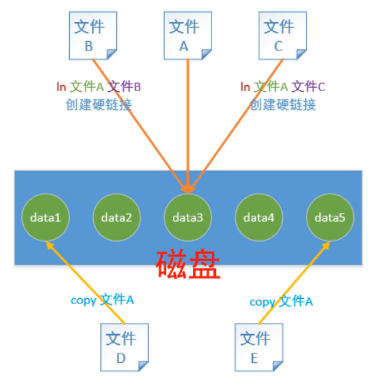 文件
B
文件
A
文件
C
ln 文件A 文件B
创建硬链接
ln 文件A 文件C
创建硬链接
data1
data2
data3
data4
data5
磁盘
copy 文件A
copy 文件A
文件
D
文件
E